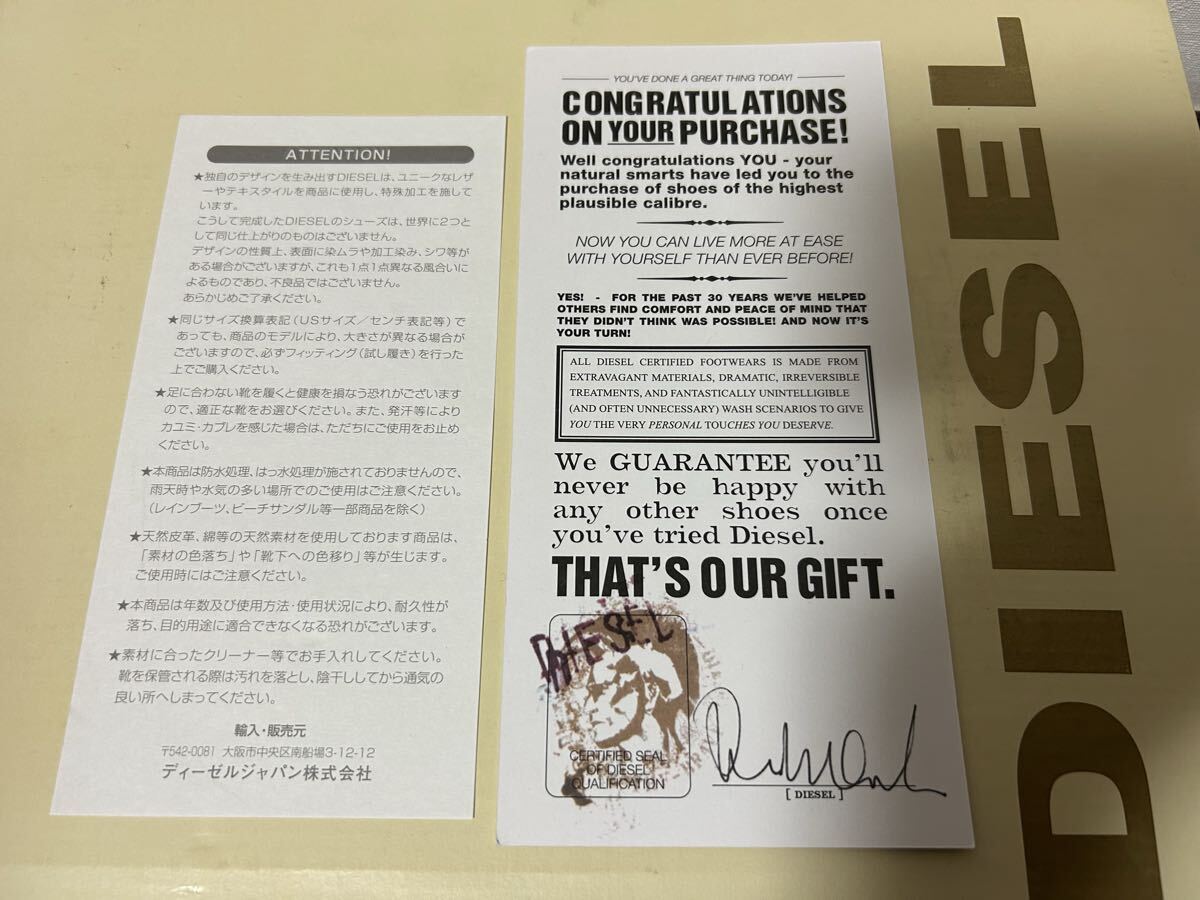 ATTENTION!
★独自のデザインを生み出すDIESELは、ユニークなレザ
ーやテキスタイルを商品に使用し、特殊加工を施して
います。
こうして完成したDIESELのシューズは、世界に2つと
して同じ仕上がりのものはございません。
デザインの性質上、表面に染ムラや加工染み、シワ等が
ある場合がございますが、これも1点1点異なる風合いに
よるものであり、不良品ではございません。
あらかじめご了承ください。
★同じサイズ換算表記(USサイズ/センチ表記等)で
あっても、商品のモデルにより、大きさが異なる場合が
ございますので、必ずフィッティング(試し履き)を行った
上でご購入ください。
★足に合わない靴を履くと健康を損なう恐れがございます
ので、適正な靴をお選びください。また、発汗等により
カユミ・カブレを感じた場合は、ただちにご使用をお止め
ください。
★本商品は防水処理、はっ水処理が施されておりませんので、
雨天時や水気の多い場所でのご使用はご注意ください。
(レインブーツ、ビーチサンダル等一部商品を除く)
★天然皮革、綿等の天然素材を使用しております商品は、
「素材の色落ち」や「靴下への色移り」等が生じます。
ご使用時にはご注意ください。
★本商品は年数及び使用方法・使用状況により、耐久性が
落ち、目的用途に適合できなくなる恐れがございます。
★素材に合ったクリーナー等でお手入れしてください。
靴を保管される際は汚れを落とし、陰干ししてから通気の
良い所へしまってください。
輸入・販売元
〒542-0081 大阪市中央区南船場3-12-12
ディーゼルジャパン株式会社
YOU'VE DONE A GREAT THING TODAY!
CONGRATULATIONS
ON YOUR PURCHASE!
Well congratulations YOU - your
natural smarts have led you to the
purchase of shoes of the highest
plausible calibre.
NOW YOU CAN LIVE MORE AT EASE
WITH YOURSELF THAN EVER BEFORE!
YES! - FOR THE PAST 30 YEARS WE'VE HELPED
OTHERS FIND COMFORT AND PEACE OF MIND THAT
THEY DIDN'T THINK WAS POSSIBLE! AND NOW IT'S
YOUR TURN!
ALL DIESEL CERTIFIED FOOTWEARS IS MADE FROM
EXTRAVAGANT MATERIALS, DRAMATIC, IRREVERSIBLE
TREATMENTS, AND FANTASTICALLY UNINTELLIGIBLE
(AND OFTEN UNNECESSARY) WASH SCENARIOS TO GIVE
YOU THE VERY PERSONAL TOUCHES YOU DESERVE.
We GUARANTEE you'll
never be happy with
any other shoes once
you've tried Diesel.
THAT'S OUR GIFT.
DIESEL
CERTIFIED SEAL
OF DIESEL
QUALIFICATION
[ DIESEL ]
DIESEL